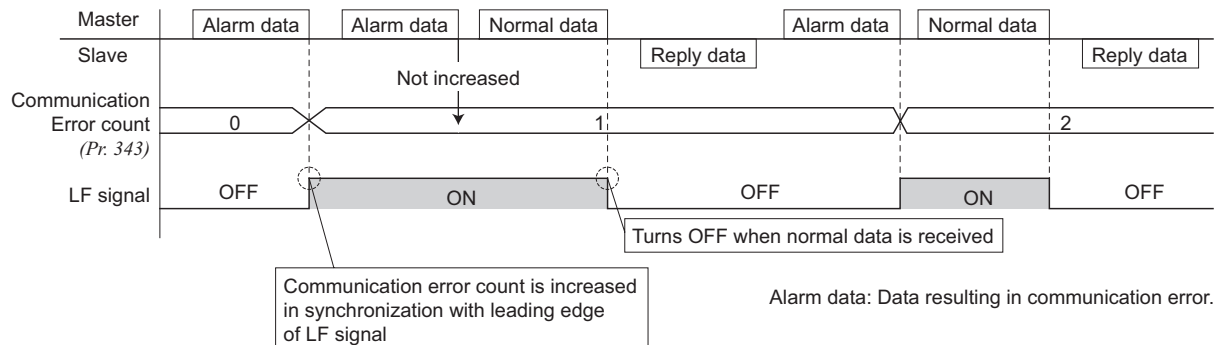 Master
Alarm data
Alarm data
Normal data
Alarm data
Normal data
Slave
Reply data
Reply data
Not increased
Communication
Error count
(Pr. 343)
0
1
2
LF signal
OFF
ON
OFF
ON
OFF
Turns OFF when normal data is received
Communication error count is increased
in synchronization with leading edge
of LF signal
Alarm data: Data resulting in communication error.